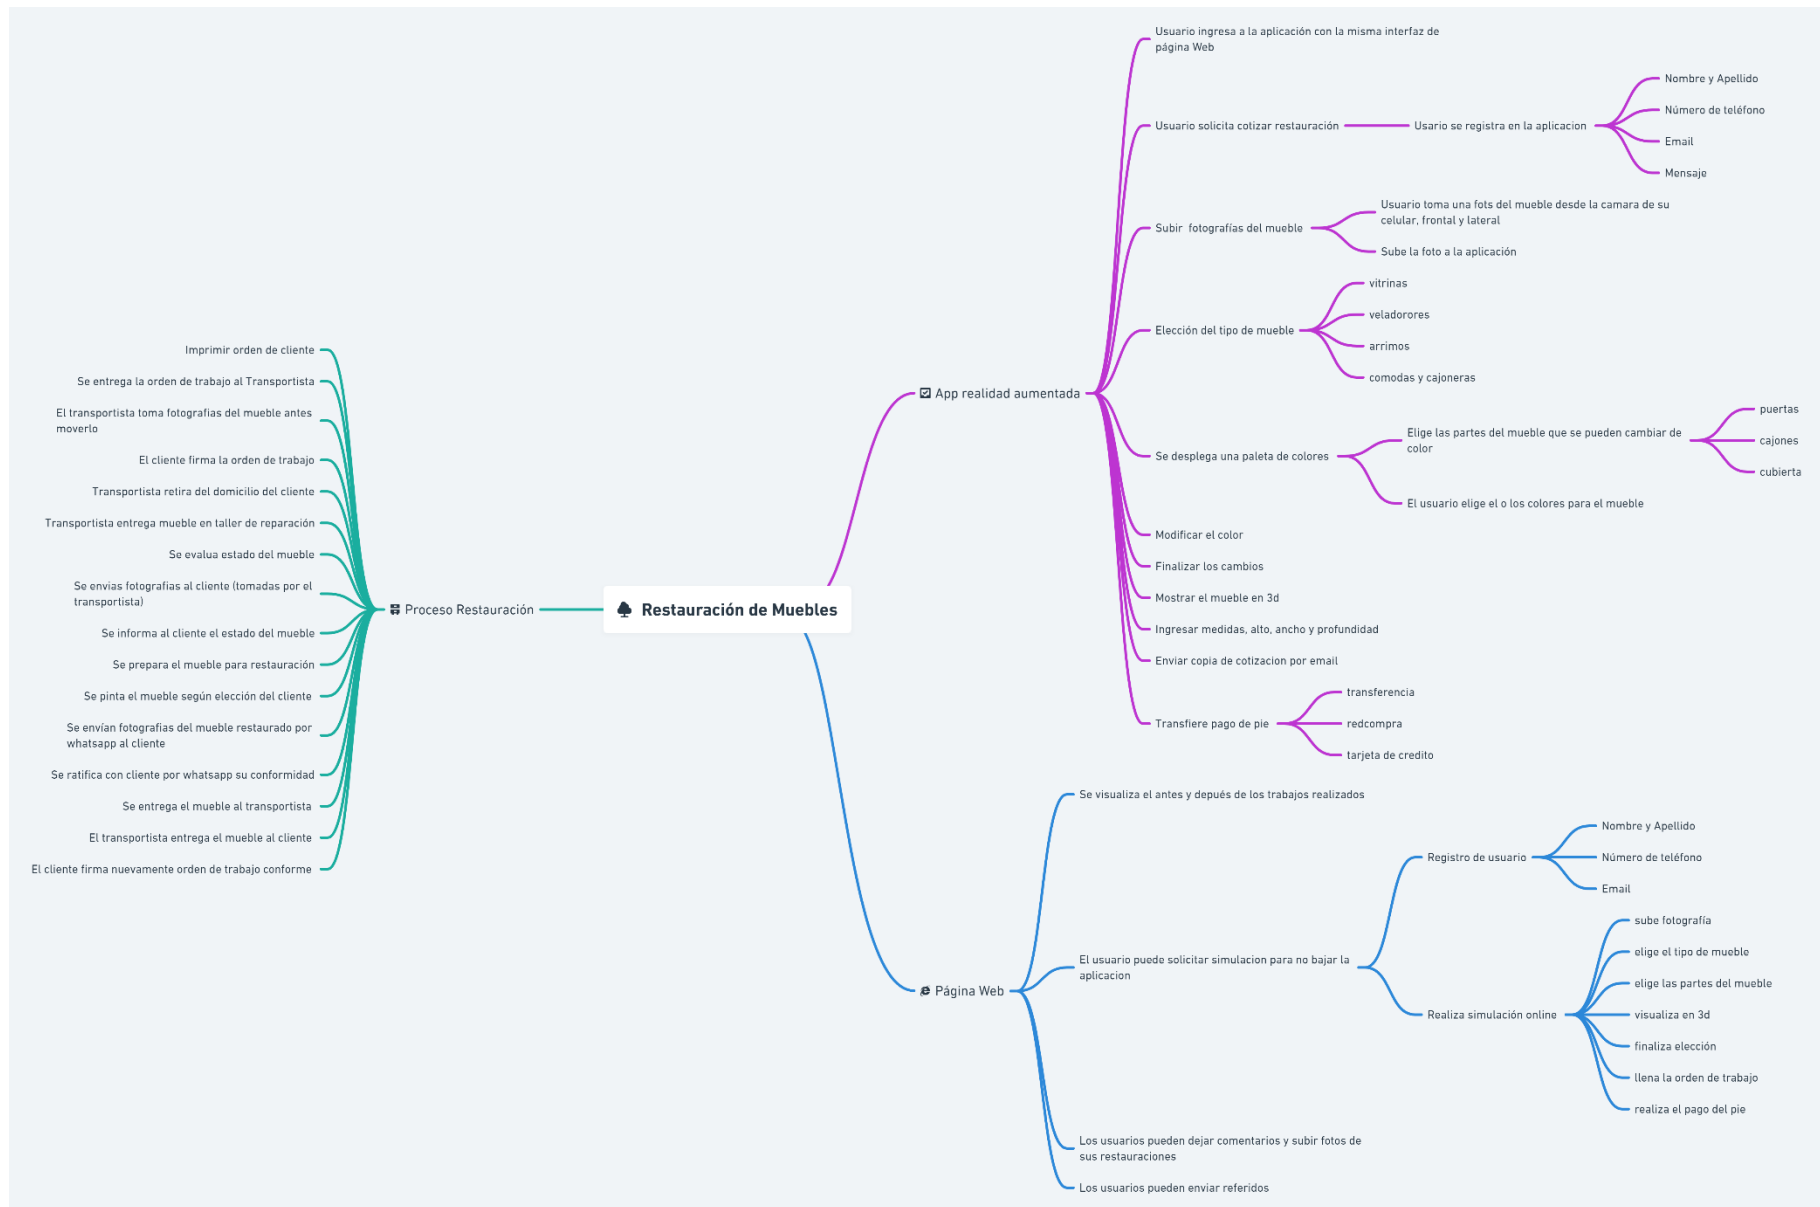 Restauración de Muebles
App realidad aumentada
Usuario ingresa a la aplicación con la misma interfaz de
página Web
Usuario solicita cotizar restauración
Usario se registra en la aplicacion
Nombre y Apellido
Número de teléfono
Email
Mensaje
Subir fotografías del mueble
Usuario toma una fots del mueble desde la camara de su
celular, frontal y lateral
Sube la foto a la aplicación
Elección del tipo de mueble
vitrinas
veladorores
arrimos
comodas y cajoneras
Se desplega una paleta de colores
Elige las partes del mueble que se pueden cambiar de
color
puertas
cajones
cubierta
El usuario elige el o los colores para el mueble
Modificar el color
Finalizar los cambios
Mostrar el mueble en 3d
Ingresar medidas, alto, ancho y profundidad
Enviar copia de cotizacion por email
Transfiere pago de pie
transferencia
redcompra
tarjeta de credito
Página Web
Se visualiza el antes y depués de los trabajos realizados
El usuario puede solicitar simulacion para no bajar la
aplicacion
Registro de usuario
Nombre y Apellido
Número de teléfono
Email
Realiza simulación online
sube fotografía
elige el tipo de mueble
elige las partes del mueble
visualiza en 3d
finaliza elección
llena la orden de trabajo
realiza el pago del pie
Los usuarios pueden dejar comentarios y subir fotos de
sus restauraciones
Los usuarios pueden enviar referidos
Proceso Restauración
Imprimir orden de cliente
Se entrega la orden de trabajo al Transportista
El transportista toma fotografias del mueble antes
moverlo
El cliente firma la orden de trabajo
Transportista retira del domicilio del cliente
Transportista entrega mueble en taller de reparación
Se evalua estado del mueble
Se envias fotografias al cliente (tomadas por el
transportista)
Se informa al cliente el estado del mueble
Se prepara el mueble para restauración
Se pinta el mueble según elección del cliente
Se envían fotografias del mueble restaurado por
whatsapp al cliente
Se ratifica con cliente por whatsapp su conformidad
Se entrega el mueble al transportista
El transportista entrega el mueble al cliente
El cliente firma nuevamente orden de trabajo conforme